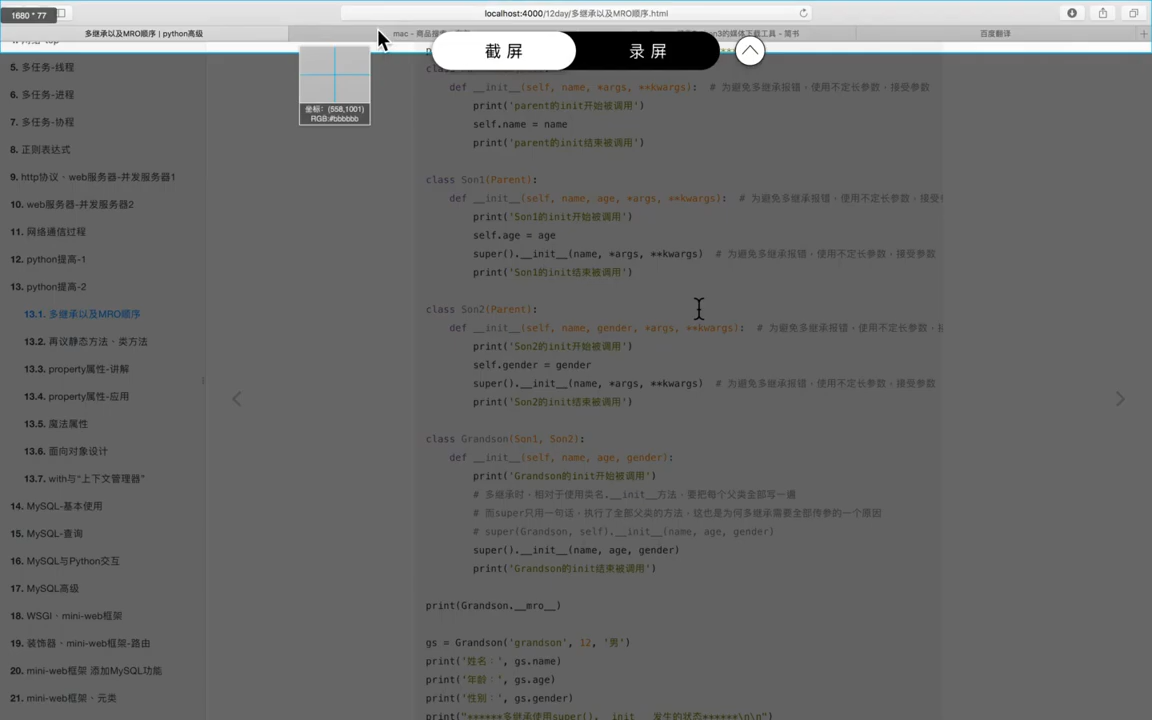 1680 * 77
localhost:4000/12day/多继承以及MRO顺序.html
多继承以及MRO顺序 | python高级
mac - 商品搜
的媒体下载工具 - 简书
百度翻译
截屏
录屏
坐标: (558,1001)
RGB:#bbbbbb
5. 多任务-线程
6. 多任务-进程
7. 多任务-协程
8. 正则表达式
9. http协议、web服务器-并发服务器1
10. web服务器-并发服务器2
11. 网络通信过程
12. python提高-1
13. python提高-2
13.1. 多继承以及MRO顺序
13.2. 再议静态方法、类方法
13.3. property属性-讲解
13.4. property属性-应用
13.5. 魔法属性
13.6. 面向对象设计
13.7. with与“上下文管理器”
14. MySQL-基本使用
15. MySQL-查询
16. MySQL与Python交互
17. MySQL高级
18. WSGI、mini-web框架
19. 装饰器、mini-web框架-路由
20. mini-web框架 添加MySQL功能
21. mini-web框架、元类
def __init__(self, name, *args, **kwargs):  # 为避免多继承报错，使用不定长参数，接受参数
print('parent的init开始被调用')
self.name = name
print('parent的init结束被调用')
class Son1(Parent):
def __init__(self, name, age, *args, **kwargs):  # 为避免多继承报错，使用不定长参数，接受
print('Son1的init开始被调用')
self.age = age
super().__init__(name, *args, **kwargs)  # 为避免多继承报错，使用不定长参数，接受参数
print('Son1的init结束被调用')
class Son2(Parent):
def __init__(self, name, gender, *args, **kwargs):  # 为避免多继承报错，使用不定长参数，
print('Son2的init开始被调用')
self.gender = gender
super().__init__(name, *args, **kwargs)  # 为避免多继承报错，使用不定长参数，接受参数
print('Son2的init结束被调用')
class Grandson(Son1, Son2):
def __init__(self, name, age, gender):
print('Grandson的init开始被调用')
# 多继承时，相对于使用类名.__init__方法，要把每个父类全部写一遍
# 而super只用一句话，执行了全部父类的方法，这也是为何多继承需要全部传参的一个原因
# super(Grandson, self).__init__(name, age, gender)
super().__init__(name, age, gender)
print('Grandson的init结束被调用')
print(Grandson.__mro__)
gs = Grandson('grandson', 12, '男')
print('姓名：', gs.name)
print('年龄：', gs.age)
print('性别：', gs.gender)
print("******多继承使用super().__init__ 发生的状态******\n\n")